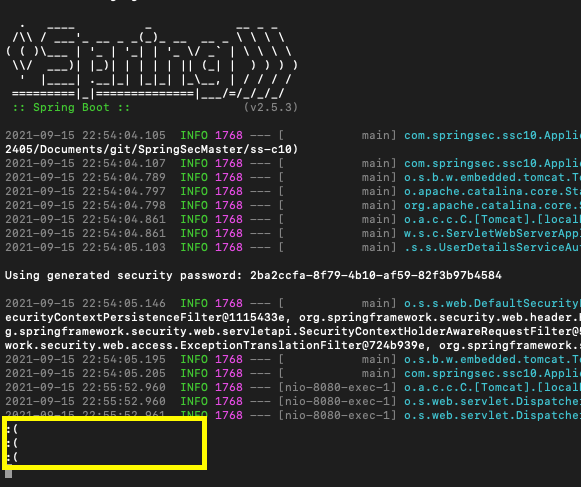 .   ____          _            __ _ _
 /\\ / ___'_ __ _ _(_)_ __  __ _ \ \ \ \
( ( )\___ | '_ | '_| | '_ \/ _` | \ \ \ \
 \\/  ___)| |_)| | | | | || (_| |  ) ) ) )
  '  |____| .__|_| |_|_| |_\__, | / / / /
 =========|_|==============|___/=/_/_/_/
 :: Spring Boot ::                (v2.5.3)
2021-09-15 22:54:04.105  INFO 1768 --- [           main] com.springsec.ssc10.Applic
2405/Documents/git/SpringSecMaster/ss-c10)
2021-09-15 22:54:04.107  INFO 1768 --- [           main] com.springsec.ssc10.Applic
2021-09-15 22:54:04.789  INFO 1768 --- [           main] o.s.b.w.embedded.tomcat.To
2021-09-15 22:54:04.797  INFO 1768 --- [           main] o.apache.catalina.core.Sta
2021-09-15 22:54:04.798  INFO 1768 --- [           main] org.apache.catalina.core.S
2021-09-15 22:54:04.861  INFO 1768 --- [           main] o.a.c.c.C.[Tomcat].[local
2021-09-15 22:54:04.861  INFO 1768 --- [           main] w.s.c.ServletWebServerAppl
2021-09-15 22:54:05.103  INFO 1768 --- [           main] .s.s.UserDetailsServiceAut
Using generated security password: 2ba2ccfa-8f79-4b10-af59-82f3b97b4584
2021-09-15 22:54:05.146  INFO 1768 --- [           main] o.s.s.web.DefaultSecurity
ecurityContextPersistenceFilter@1115433e, org.springframework.security.web.header.
g.springframework.security.web.servletapi.SecurityContextHolderAwareRequestFilter@
work.security.web.access.ExceptionTranslationFilter@724b939e, org.springframework.s
2021-09-15 22:54:05.195  INFO 1768 --- [           main] o.s.b.w.embedded.tomcat.To
2021-09-15 22:54:05.205  INFO 1768 --- [           main] com.springsec.ssc10.Applic
2021-09-15 22:55:52.960  INFO 1768 --- [nio-8080-exec-1] o.a.c.c.C.[Tomcat].[local
2021-09-15 22:55:52.960  INFO 1768 --- [nio-8080-exec-1] o.s.web.servlet.Dispatche
2021-09-15 22:55:52.961  INFO 1768 --- [nio-8080-exec-1] o.s.web.servlet.Dispatche
:(
:(
:(